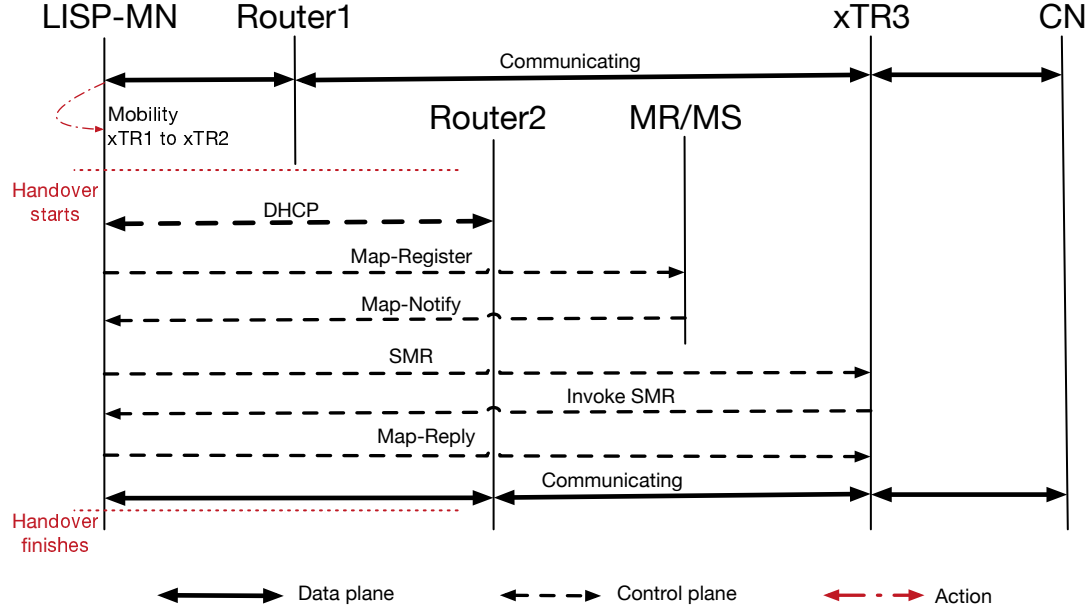 LISP-MN Router1 xTR3 CN
Communicating
Mobility
xTR1 to xTR2
Router2 MR/MS
Handover
starts
DHCP
Map-Register
Map-Notify
SMR
Invoke SMR
Map-Reply
Communicating
Handover
finishes
Data plane Control plane Action